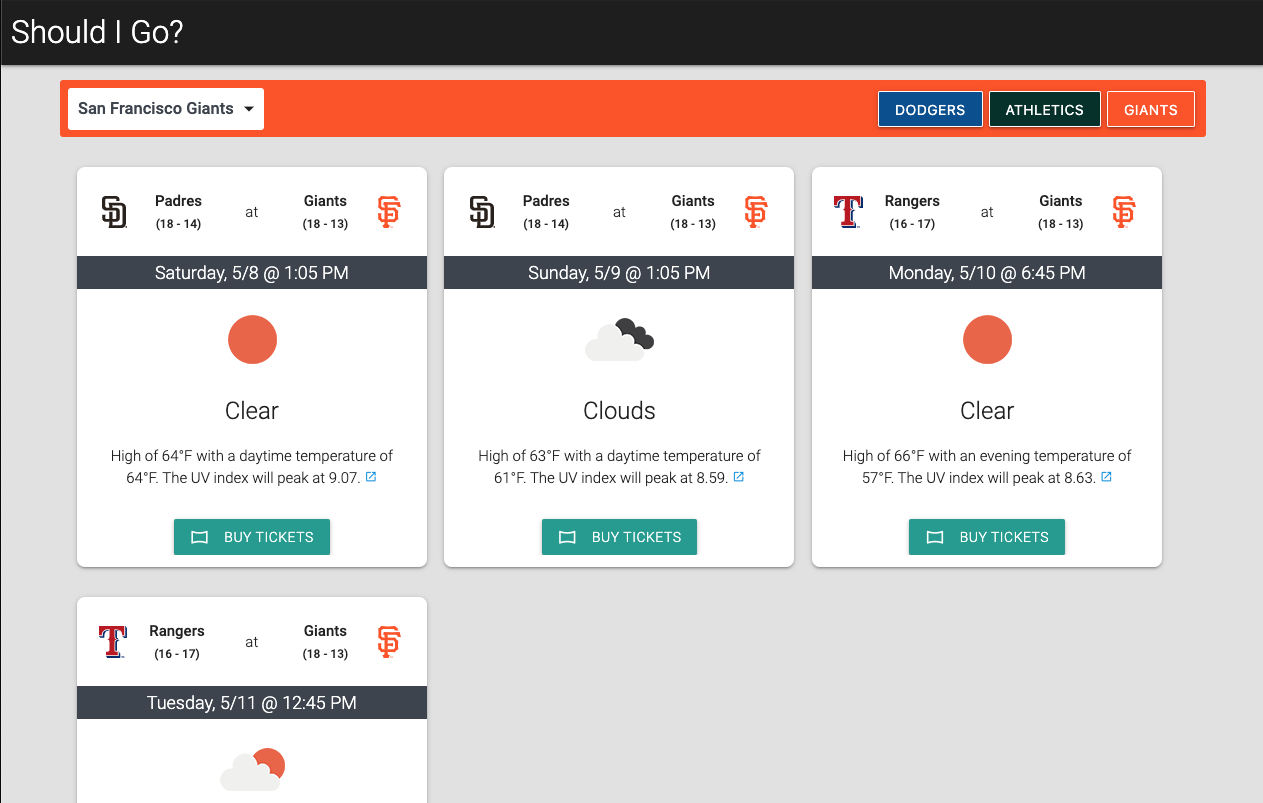 Should I Go?
San Francisco Giants
DODGERS
ATHLETICS
GIANTS
SD
Padres
(18 - 14)
at
Giants
(18 - 13)
SF
Saturday, 5/8 @ 1:05 PM
Clear
High of 64°F with a daytime temperature of
64°F. The UV index will peak at 9.07.
BUY TICKETS
SD
Padres
(18 - 14)
at
Giants
(18 - 13)
SF
Sunday, 5/9 @ 1:05 PM
Clouds
High of 63°F with a daytime temperature of
61°F. The UV index will peak at 8.59.
BUY TICKETS
T
Rangers
(16 - 17)
at
Giants
(18 - 13)
SF
Monday, 5/10 @ 6:45 PM
Clear
High of 66°F with an evening temperature of
57°F. The UV index will peak at 8.63.
BUY TICKETS
T
Rangers
(16 - 17)
at
Giants
(18 - 13)
SF
Tuesday, 5/11 @ 12:45 PM